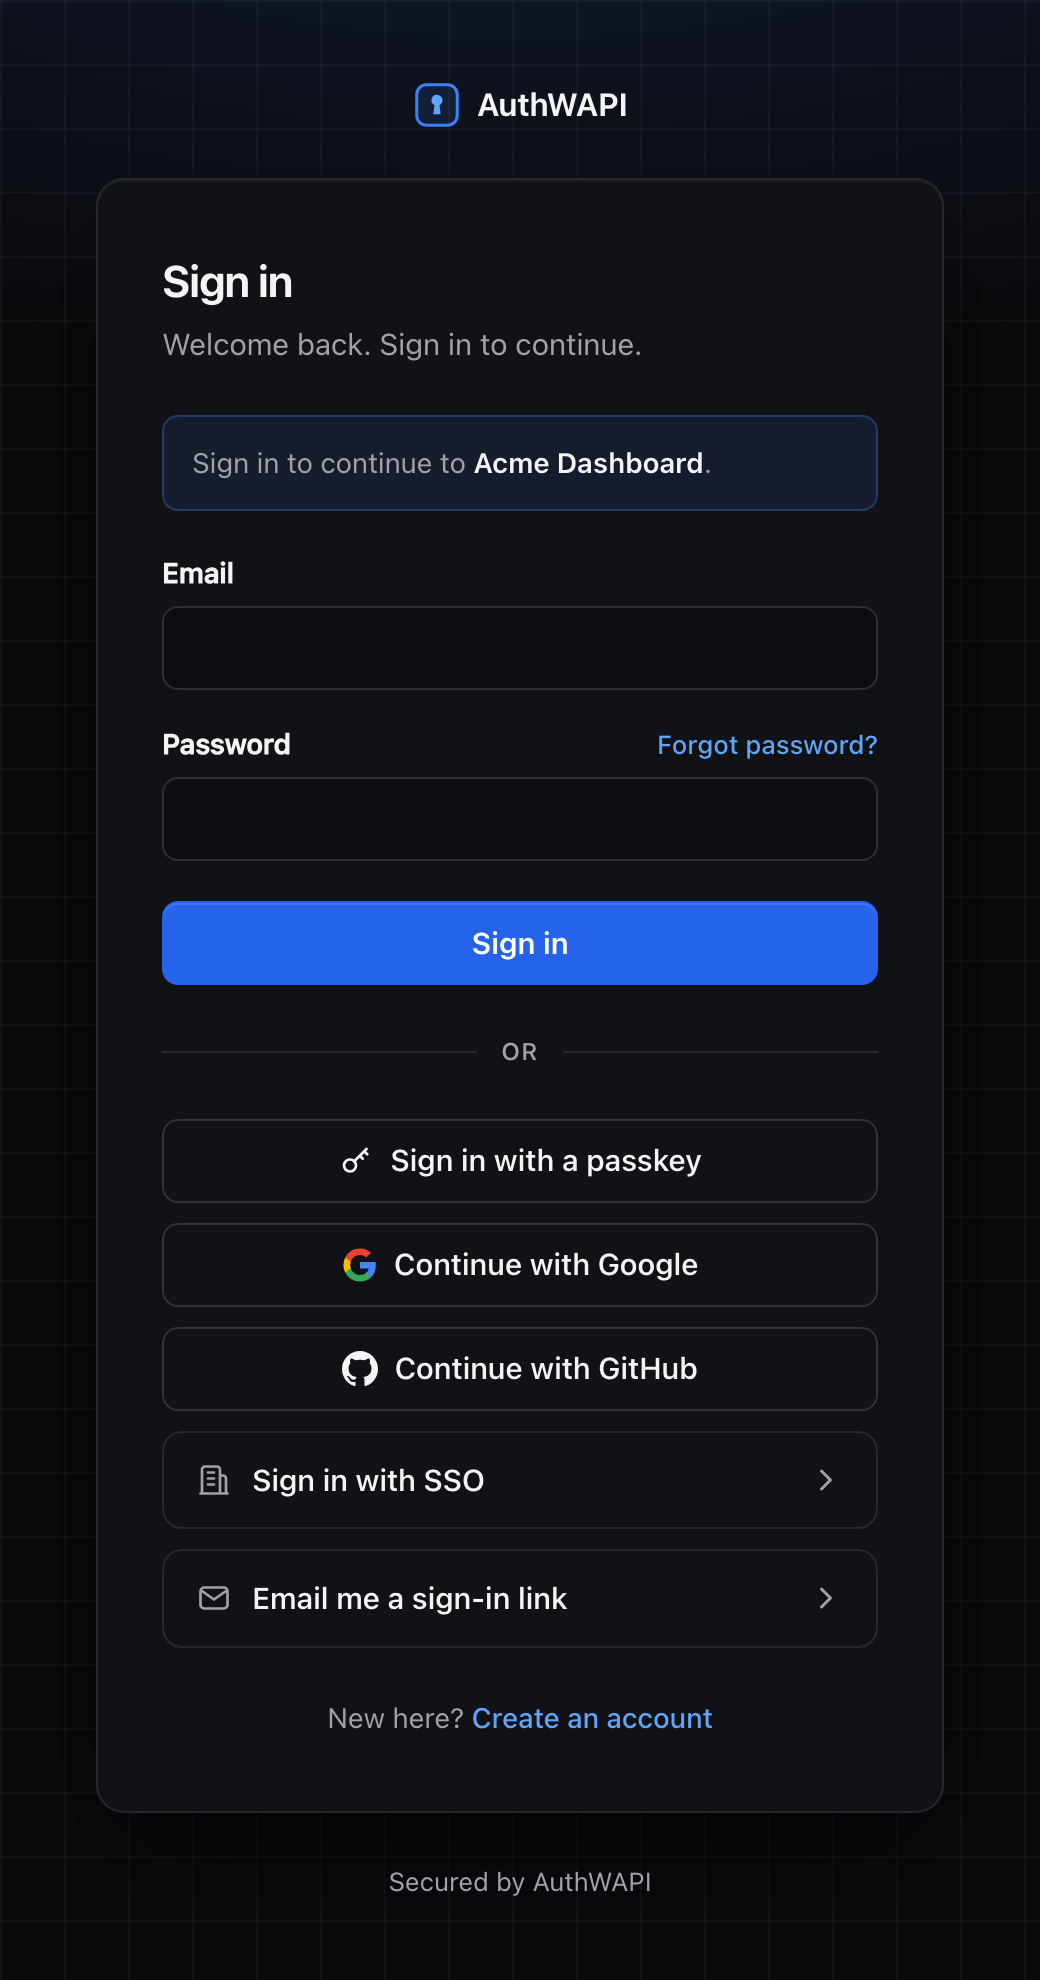 AuthWAPI
Sign in
Welcome back. Sign in to continue.
Sign in to continue to Acme Dashboard.
Email
Password
Forgot password?
Sign in
OR
Sign in with a passkey
Continue with Google
Continue with GitHub
Sign in with SSO
Email me a sign-in link
New here? Create an account
Secured by AuthWAPI